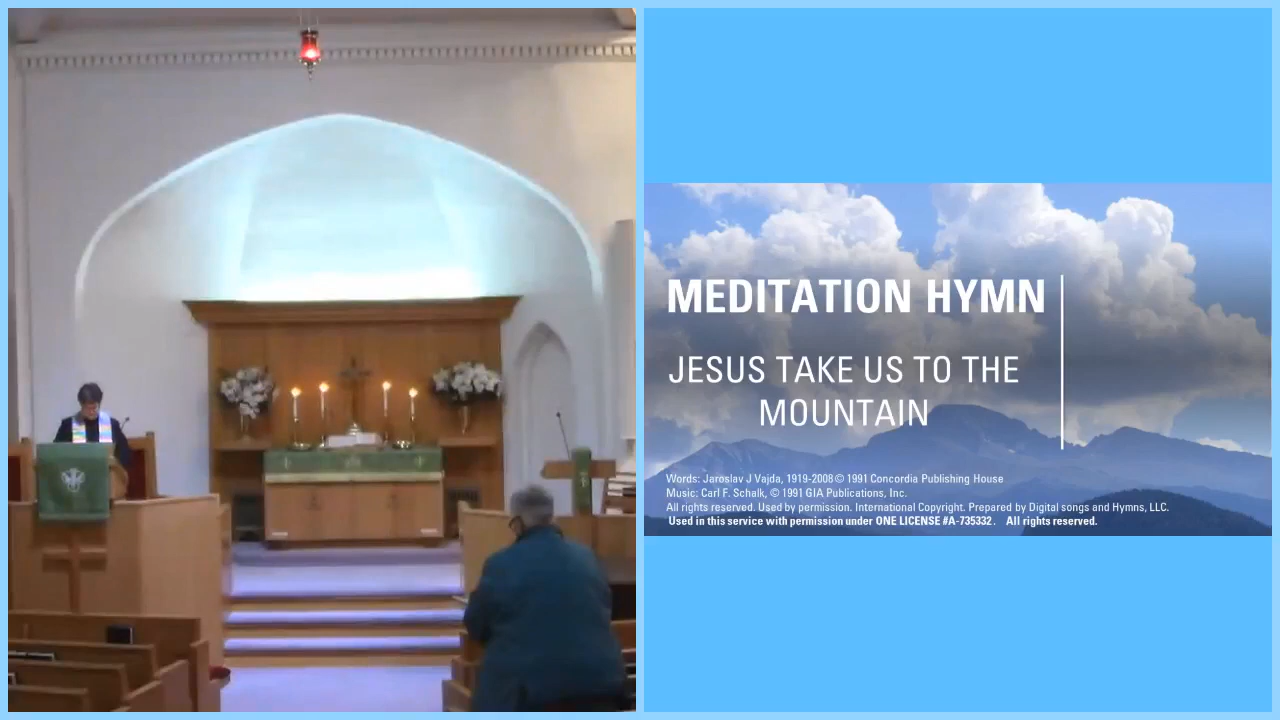 MEDITATION HYMN
JESUS TAKE US TO THE
MOUNTAIN
Words: Jaroslav J Vajda, 1919-2008 © 1991 Concordia Publishing House
Music: Carl F. Schalk, © 1991 GIA Publications, Inc.
All rights reserved. Used by permission. International Copyright. Prepared by Digital songs and Hymns, LLC.
Used in this service with permission under ONE LICENSE #A-735332. All rights reserved.